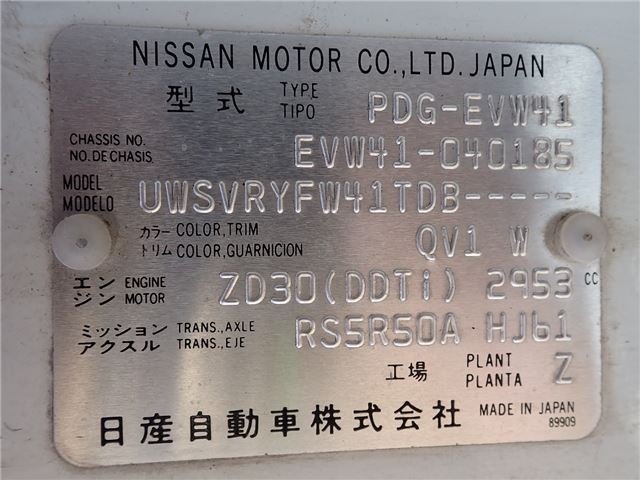 NISSAN MOTOR CO.,LTD. JAPAN
型式 TYPE TIPO PDG-EVW41
CHASSIS NO. NO. DE CHASIS EVW41-040185
MODEL MODELO UWSVRYFW41TDB-----
カラー COLOR,TRIM トリム COLOR,GUARNICION QV1 W
エンジン ENGINE MOTOR ZD30(DDTi) 2953 CC
ミッション TRANS.,AXLE アクスル TRANS.,EJE RS5R50A HJ61
工場 PLANT PLANTA Z
日産自動車株式会社 MADE IN JAPAN
89909